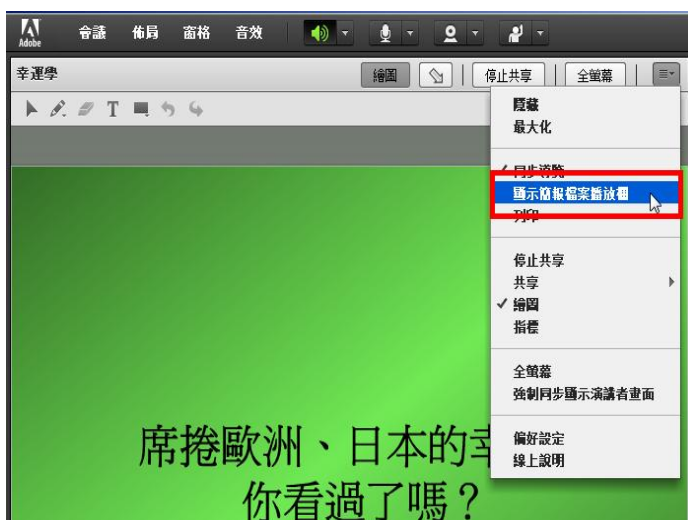 Adobe 會議 佈局 窗格 音效
幸運學 繪圖 停止共享 全螢幕
T
隱藏
最大化
✓ 同步導覽
顯示簡報檔案播放欄
列印
停止共享
共享
✓ 繪圖
指標
全螢幕
強制同步顯示演講者畫面
偏好設定
線上說明
席捲歐洲、日本的幸
你看過了嗎？